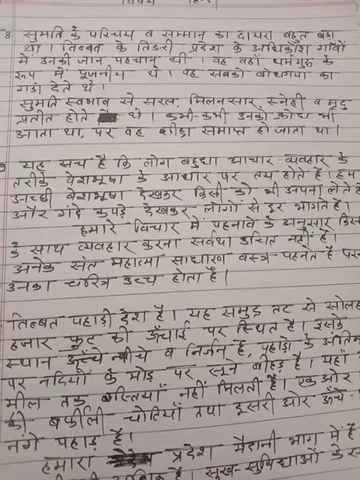 8 सुमति के परिचय व सम्मान का दायरा बहुत बड़ा
था। तिब्बत के तिङरी प्रदेश के अधिकांश गांवों
में उनकी जान पहचान थी। वह वहाँ धर्मगुरु के
रूप में पूजनीय थे। वह सबको बोधगया का
गंडा देते थे।
सुमति स्वभाव से सरल, मिलनसार, स्नेही व मृदु
प्रतीत होते थे। कभी-कभी उनको क्रोध भी
आता था, पर वह शीघ्र समाप्त हो जाता था।
9 यह सच है कि लोग बहुधा आचार व्यवहार के
तरीके वेशभूषा के आधार पर तय होते हैं। हम
अच्छी वेशभूषा देखकर किसी को भी अपना लेते हैं
और गंदे कपड़े देखकर लोगों से दूर भागते हैं।
हमारे विचार में पहनावे के अनुसार किसी
के साथ व्यवहार करना सर्वथा उचित नहीं है।
अनेक संत महात्मा साधारण वस्त्र पहनते हैं पर
उनका चरित्र उच्च होता है।
तिब्बत पहाड़ी देश है। यह समुद्र तट से सोलह
हजार फुट की ऊँचाई पर स्थित है। इसके
स्थान ऊँचे नीचे व निर्जन हैं, पहाड़ों के
पर नदियों के मोड़ पर सूने बीहड़ हैं। यहाँ
मील तक बस्तियाँ नहीं मिलती हैं। एक ओर
की बर्फीली चोटियाँ तथा दूसरी ओर ऊँचे
नंगे पहाड़ हैं।
हमारा प्रदेश मैदानी भाग में है
सुख-सुविधाओं के